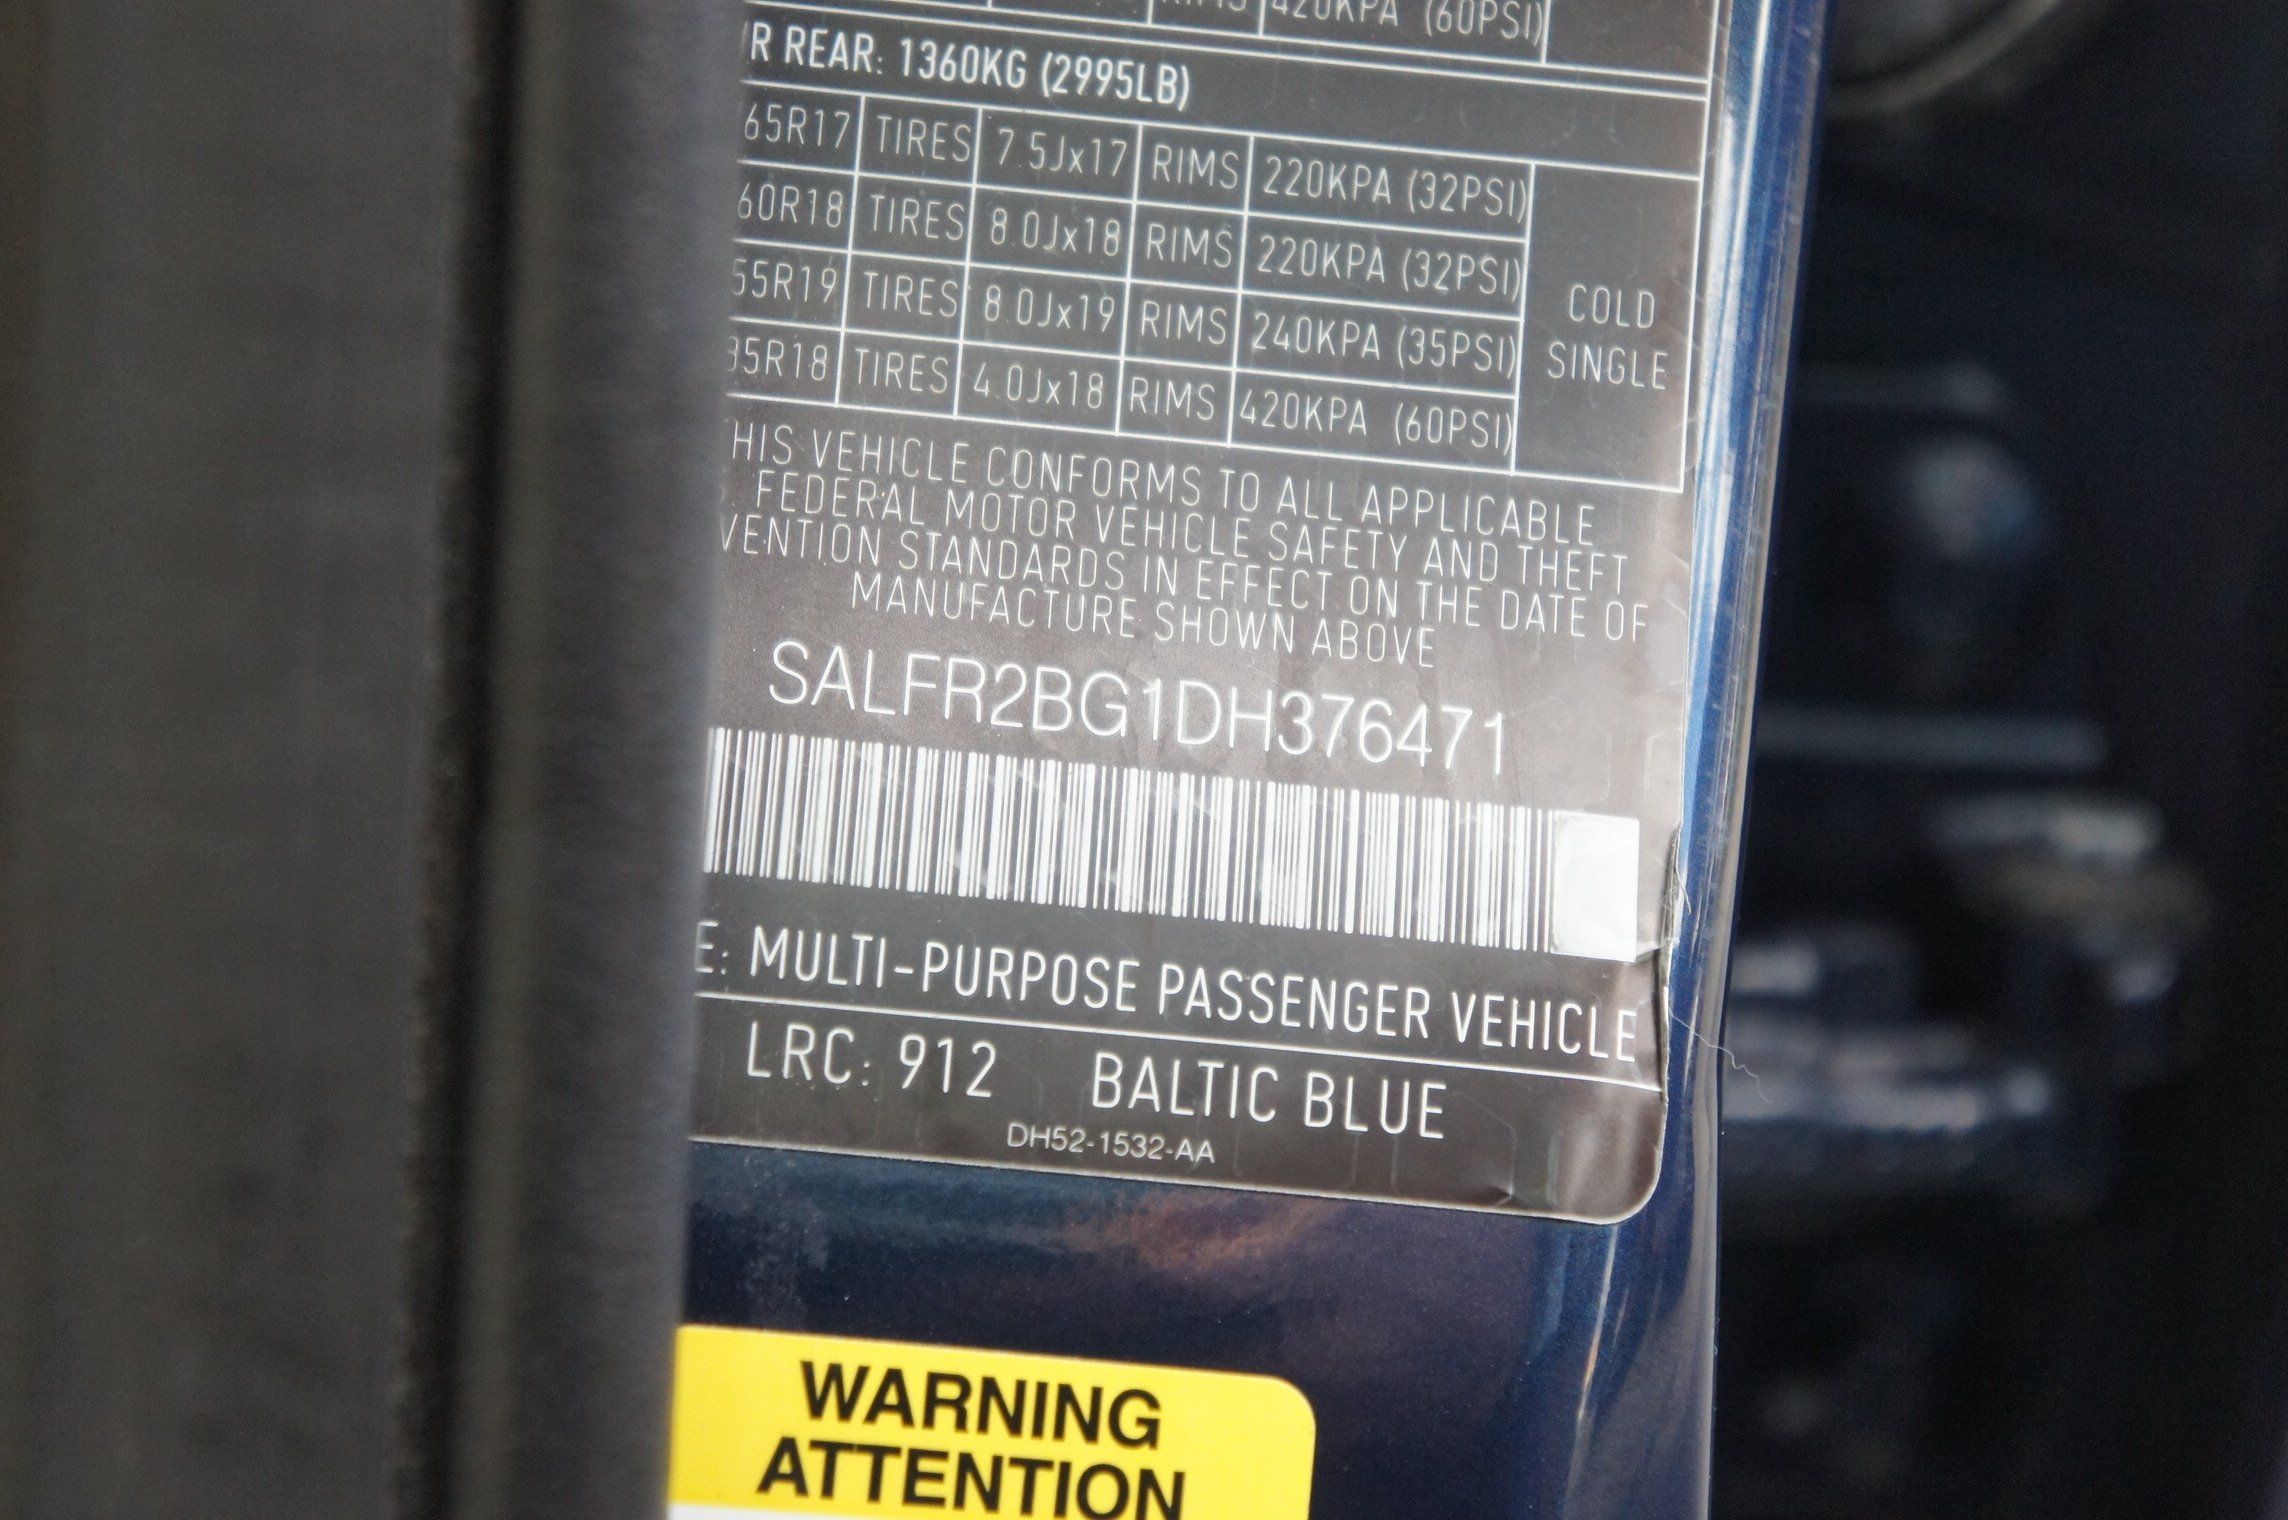 RIMS 420KPA (60PSI)
R REAR: 1360KG (2995LB)
65R17 TIRES 7.5Jx17 RIMS 220KPA (32PSI)
60R18 TIRES 8.0Jx18 RIMS 220KPA (32PSI)
55R19 TIRES 8.0Jx19 RIMS 240KPA (35PSI)
COLD
SINGLE
85R18 TIRES 4.0Jx18 RIMS 420KPA (60PSI)
HIS VEHICLE CONFORMS TO ALL APPLICABLE
FEDERAL MOTOR VEHICLE SAFETY AND THEFT
VENTION STANDARDS IN EFFECT ON THE DATE OF
MANUFACTURE SHOWN ABOVE
SALFR2BG1DH376471
E: MULTI-PURPOSE PASSENGER VEHICLE
LRC: 912 BALTIC BLUE
DH52-1532-AA
WARNING
ATTENTION